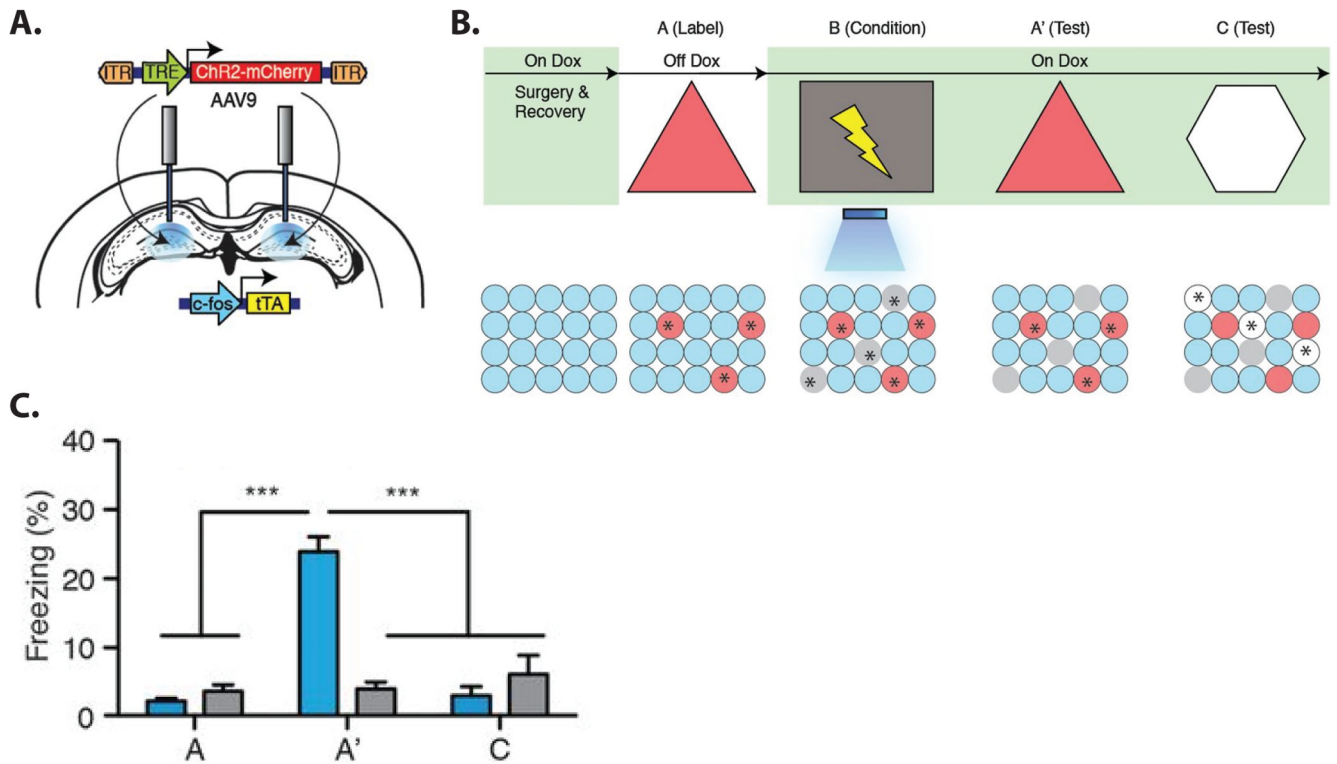 A.
ITR TRE ChR2-mCherry ITR
AAV9
c-fos tTA
B.
A (Label) B (Condition) A' (Test) C (Test)
On Dox Off Dox On Dox
Surgery &
Recovery
* * * * * * * *
* *
* * * * *
C.
Freezing (%)
40
30
20
10
0
*** ***
A A' C